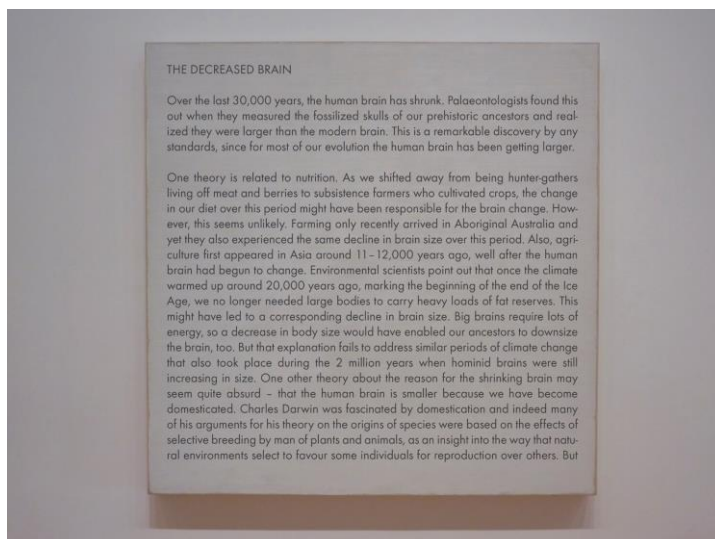 THE DECREASED BRAIN
Over the last 30,000 years, the human brain has shrunk. Palaeontologists found this
out when they measured the fossilized skulls of our prehistoric ancestors and real-
ized they were larger than the modern brain. This is a remarkable discovery by any
standards, since for most of our evolution the human brain has been getting larger.
One theory is related to nutrition. As we shifted away from being hunter-gathers
living off meat and berries to subsistence farmers who cultivated crops, the change
in our diet over this period might have been responsible for the brain change. How-
ever, this seems unlikely. Farming only recently arrived in Aboriginal Australia and
yet they also experienced the same decline in brain size over this period. Also, agri-
culture first appeared in Asia around 11–12,000 years ago, well after the human
brain had begun to change. Environmental scientists point out that once the climate
warmed up around 20,000 years ago, marking the beginning of the end of the Ice
Age, we no longer needed large bodies to carry heavy loads of fat reserves. This
might have led to a corresponding decline in brain size. Big brains require lots of
energy, so a decrease in body size would have enabled our ancestors to downsize
the brain, too. But that explanation fails to address similar periods of climate change
that also took place during the 2 million years when hominid brains were still
increasing in size. One other theory about the reason for the shrinking brain may
seem quite absurd – that the human brain is smaller because we have become
domesticated. Charles Darwin was fascinated by domestication and indeed many
of his arguments for his theory on the origins of species were based on the effects of
selective breeding by man of plants and animals, as an insight into the way that natu-
ral environments select to favour some individuals for reproduction over others. But